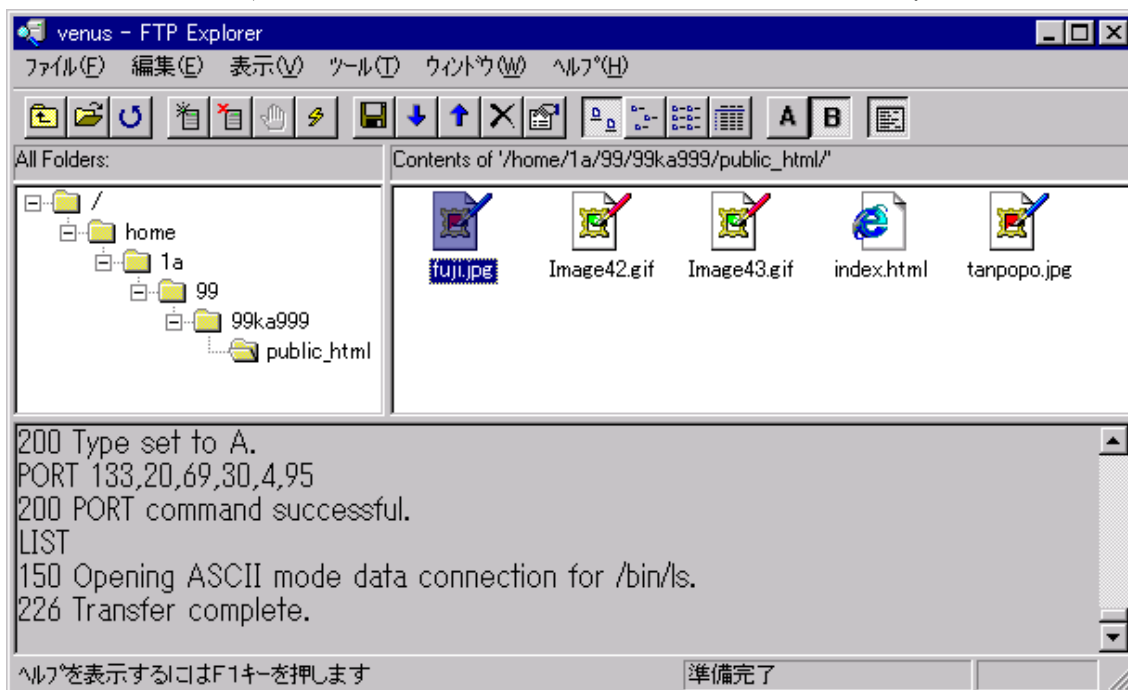 venus - FTP Explorer
ファイル(F) 編集(E) 表示(V) ツール(T) ウィンドウ(W) ヘルプ(H)
A B
All Folders:
Contents of '/home/1a/99/99ka999/public_html/'
/
home
1a
99
99ka999
public_html
fuji.jpg Image42.gif Image43.gif index.html tanpopo.jpg
200 Type set to A.
PORT 133,20,69,30,4,95
200 PORT command successful.
LIST
150 Opening ASCII mode data connection for /bin/ls.
226 Transfer complete.
ヘルプを表示するにはF1キーを押します 準備完了